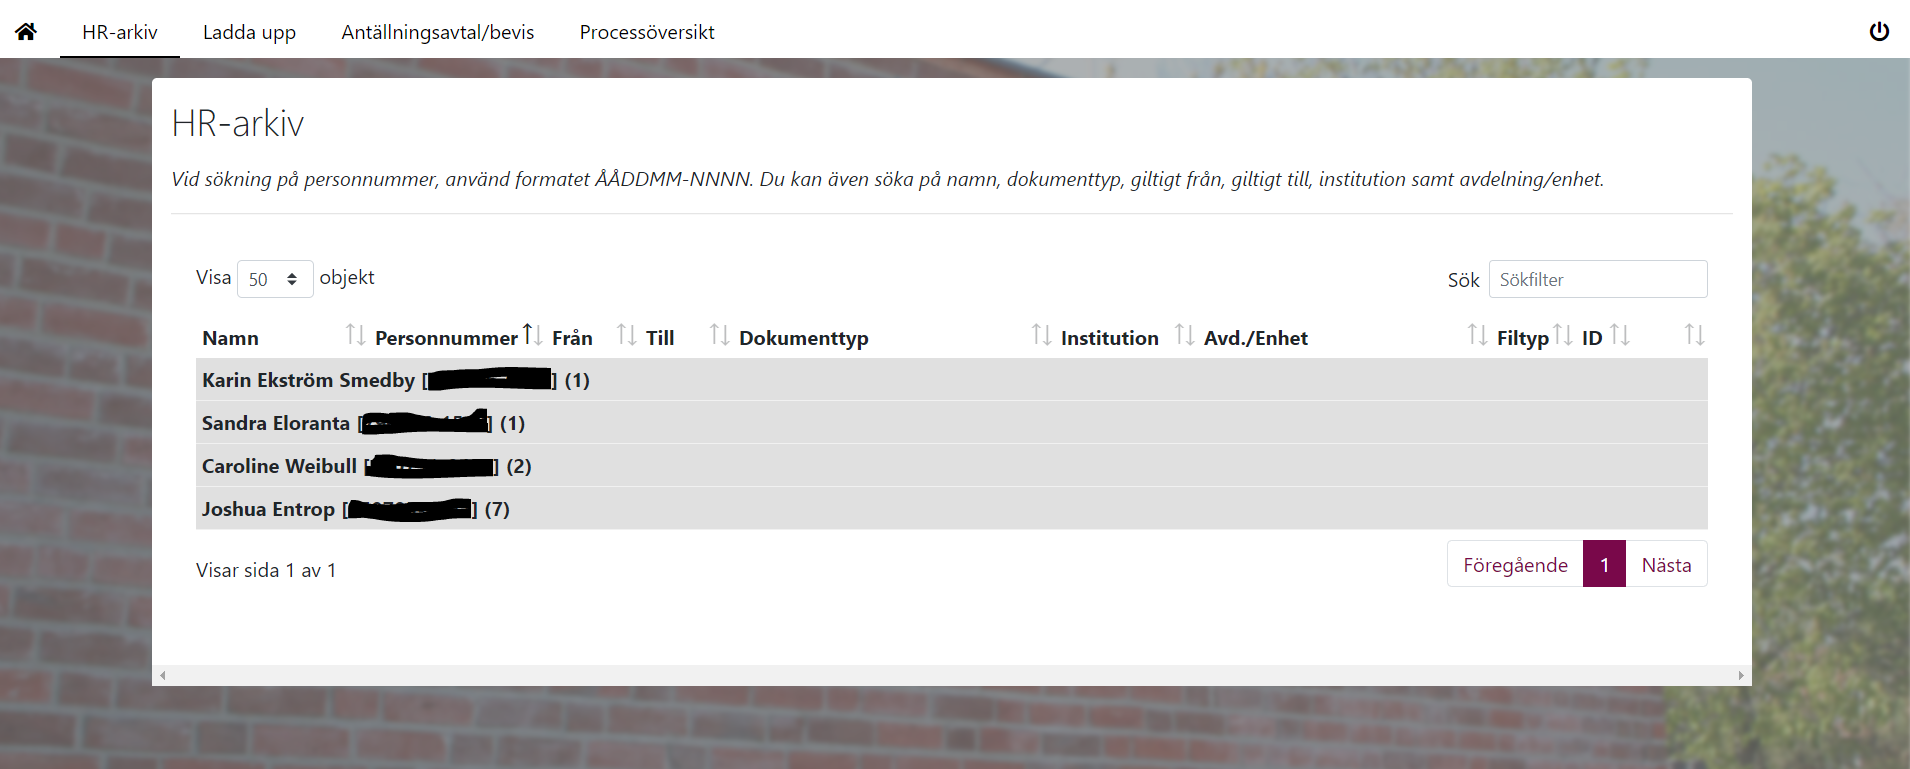 HR-arkiv Ladda upp Antällningsavtal/bevis Processöversikt
HR-arkiv
Vid sökning på personnummer, använd formatet ÅÅDDMM-NNNN. Du kan även söka på namn, dokumenttyp, giltigt från, giltigt till, institution samt avdelning/enhet.
Visa 50 objekt Sök Sökfilter
Namn Personnummer Från Till Dokumenttyp Institution Avd./Enhet Filtyp ID
Karin Ekström Smedby [ ] (1)
Sandra Eloranta [ ] (1)
Caroline Weibull [ ] (2)
Joshua Entrop [ ] (7)
Visar sida 1 av 1 Föregående 1 Nästa